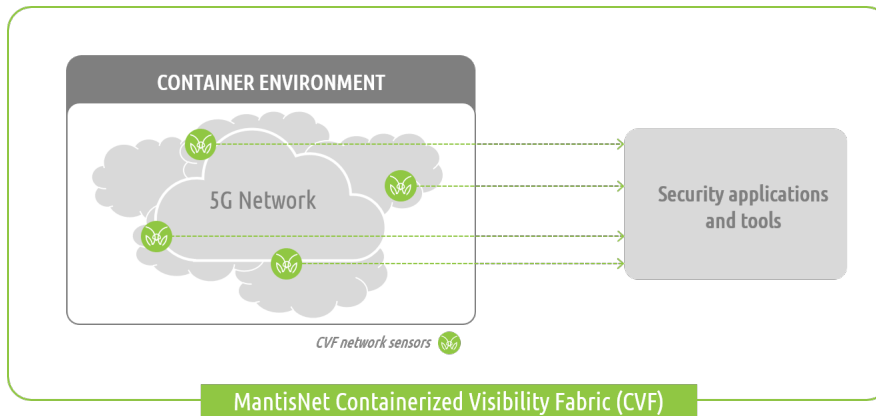 CONTAINER ENVIRONMENT
5G Network
Security applications
and tools
CVF network sensors
MantisNet Containerized Visibility Fabric (CVF)